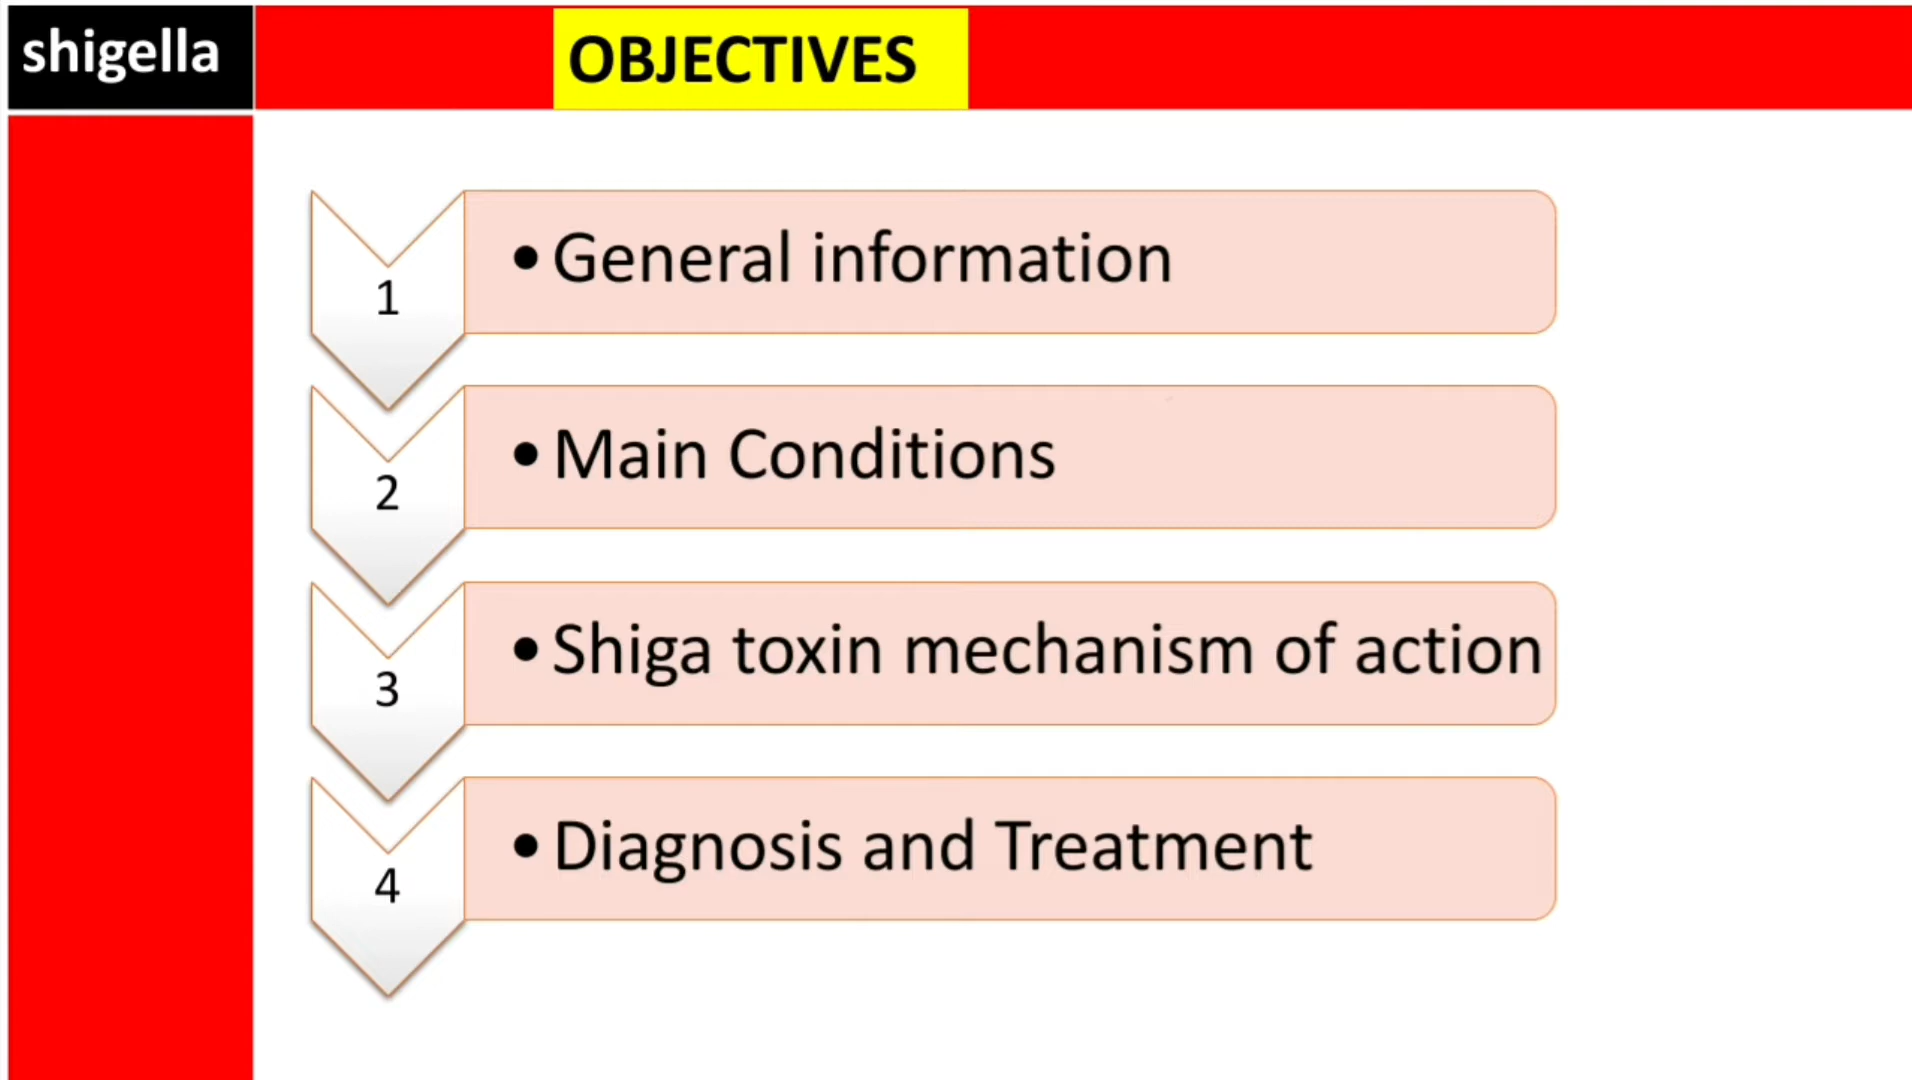 shigella
OBJECTIVES
1
• General information
2
• Main Conditions
3
• Shiga toxin mechanism of action
4
• Diagnosis and Treatment